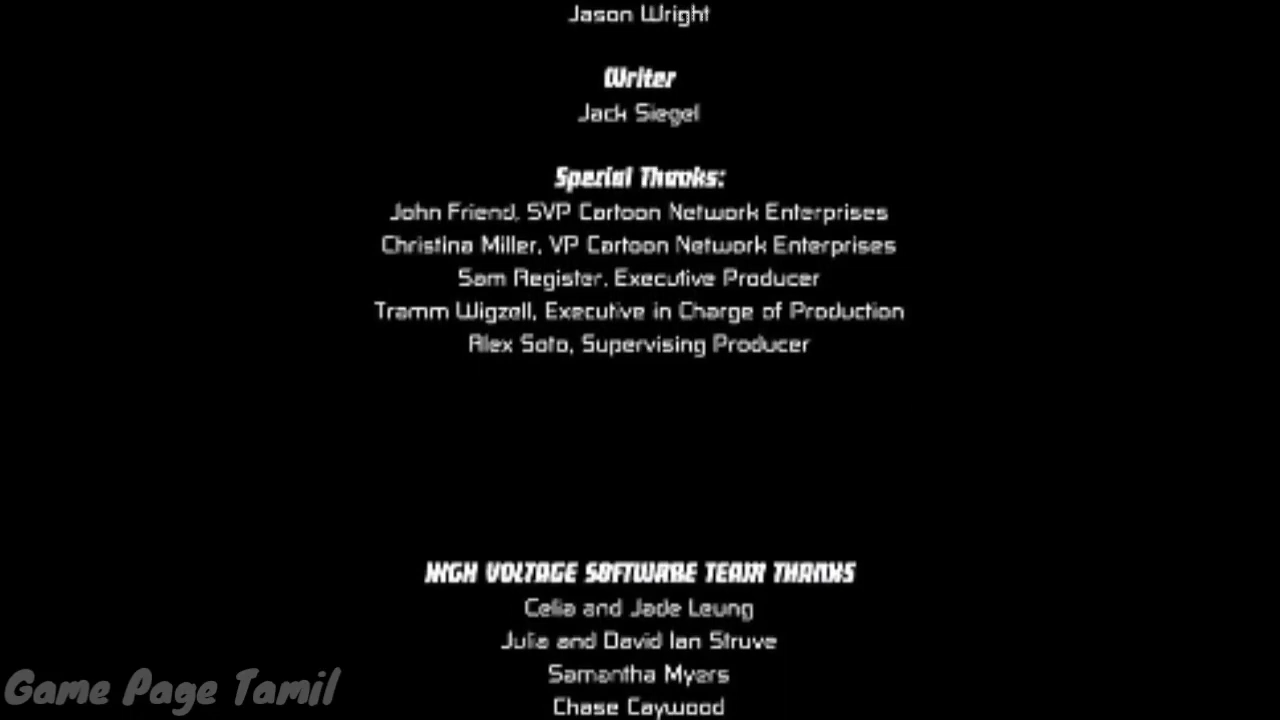 Jason Wright
Writer
Jack Siegel
Special Thanks:
John Friend, SVP Cartoon Network Enterprises
Christina Miller, VP Cartoon Network Enterprises
Sam Register, Executive Producer
Tramm Wigzell, Executive in Charge of Production
Alex Soto, Supervising Producer
HIGH VOLTAGE SOFTWARE TEAM THANKS
Celia and Jade Leung
Julia and David Ian Struve
Samantha Myers
Chase Caywood
Game Page Tamil